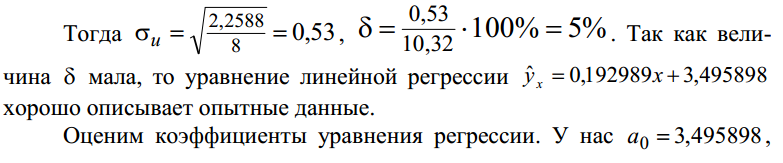 Тогда σ_u = √(2,2588/8) = 0,53, δ = 0,53/10,32 · 100% = 5%. Так как вели-
чина δ мала, то уравнение линейной регрессии ŷ_x = 0,192989x + 3,495898
хорошо описывает опытные данные.
Оценим коэффициенты уравнения регрессии. У нас a_0 = 3,495898,